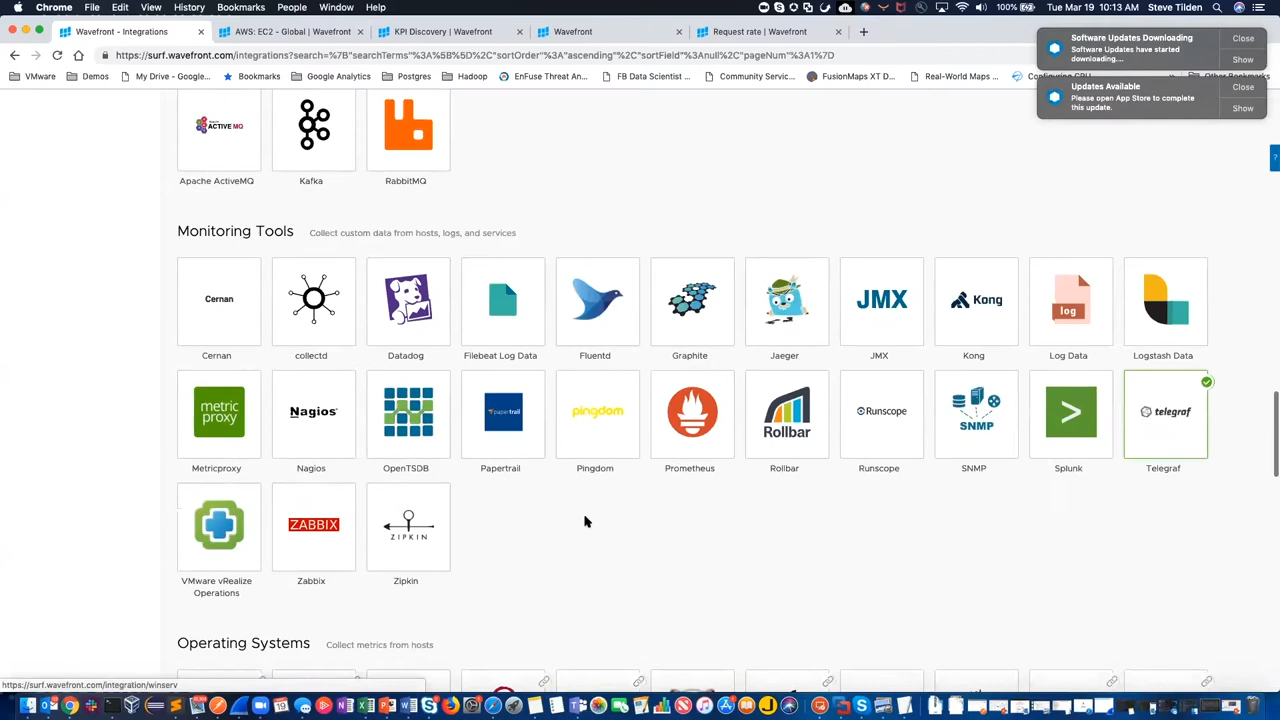 Chrome File Edit View History Bookmarks People Window Help
100% Tue Mar 19 10:13 AM Steve Tilden
Wavefront - Integrations
AWS: EC2 - Global | Wavefront
KPI Discovery | Wavefront
Wavefront
Request rate | Wavefront
https://surf.wavefront.com/integrations?search=%7B"searchTerms"%3A%5B%5D%2C"sortOrder"%3A"ascending"%2C"sortField"%3Anull%2C"pageNum"%3A1%7D
VMware Demos My Drive - Google... Bookmarks Google Analytics Postgres Hadoop EnFuse Threat An... FB Data Scientist ... Community Servic... FusionMaps XT D... Real-World Maps ... Configuring CPU Other Bookmarks
Software Updates Downloading
Software Updates have started
downloading....
Close
Show
Updates Available
Please open App Store to complete
this update.
Close
Show
?
ACTIVE MQ
Apache ActiveMQ Kafka RabbitMQ
Monitoring Tools Collect custom data from hosts, logs, and services
Cernan JMX Kong log
Cernan collectd Datadog Filebeat Log Data Fluentd Graphite Jaeger JMX Kong Log Data Logstash Data
metric
proxy
Nagios papertrail pingdom Rollbar Runscope SNMP > telegraf
Metricproxy Nagios OpenTSDB Papertrail Pingdom Prometheus Rollbar Runscope SNMP Splunk Telegraf
ZABBIX ZIPKIN
VMware vRealize
Operations
Zabbix Zipkin
Operating Systems Collect metrics from hosts
https://surf.wavefront.com/integration/winserv